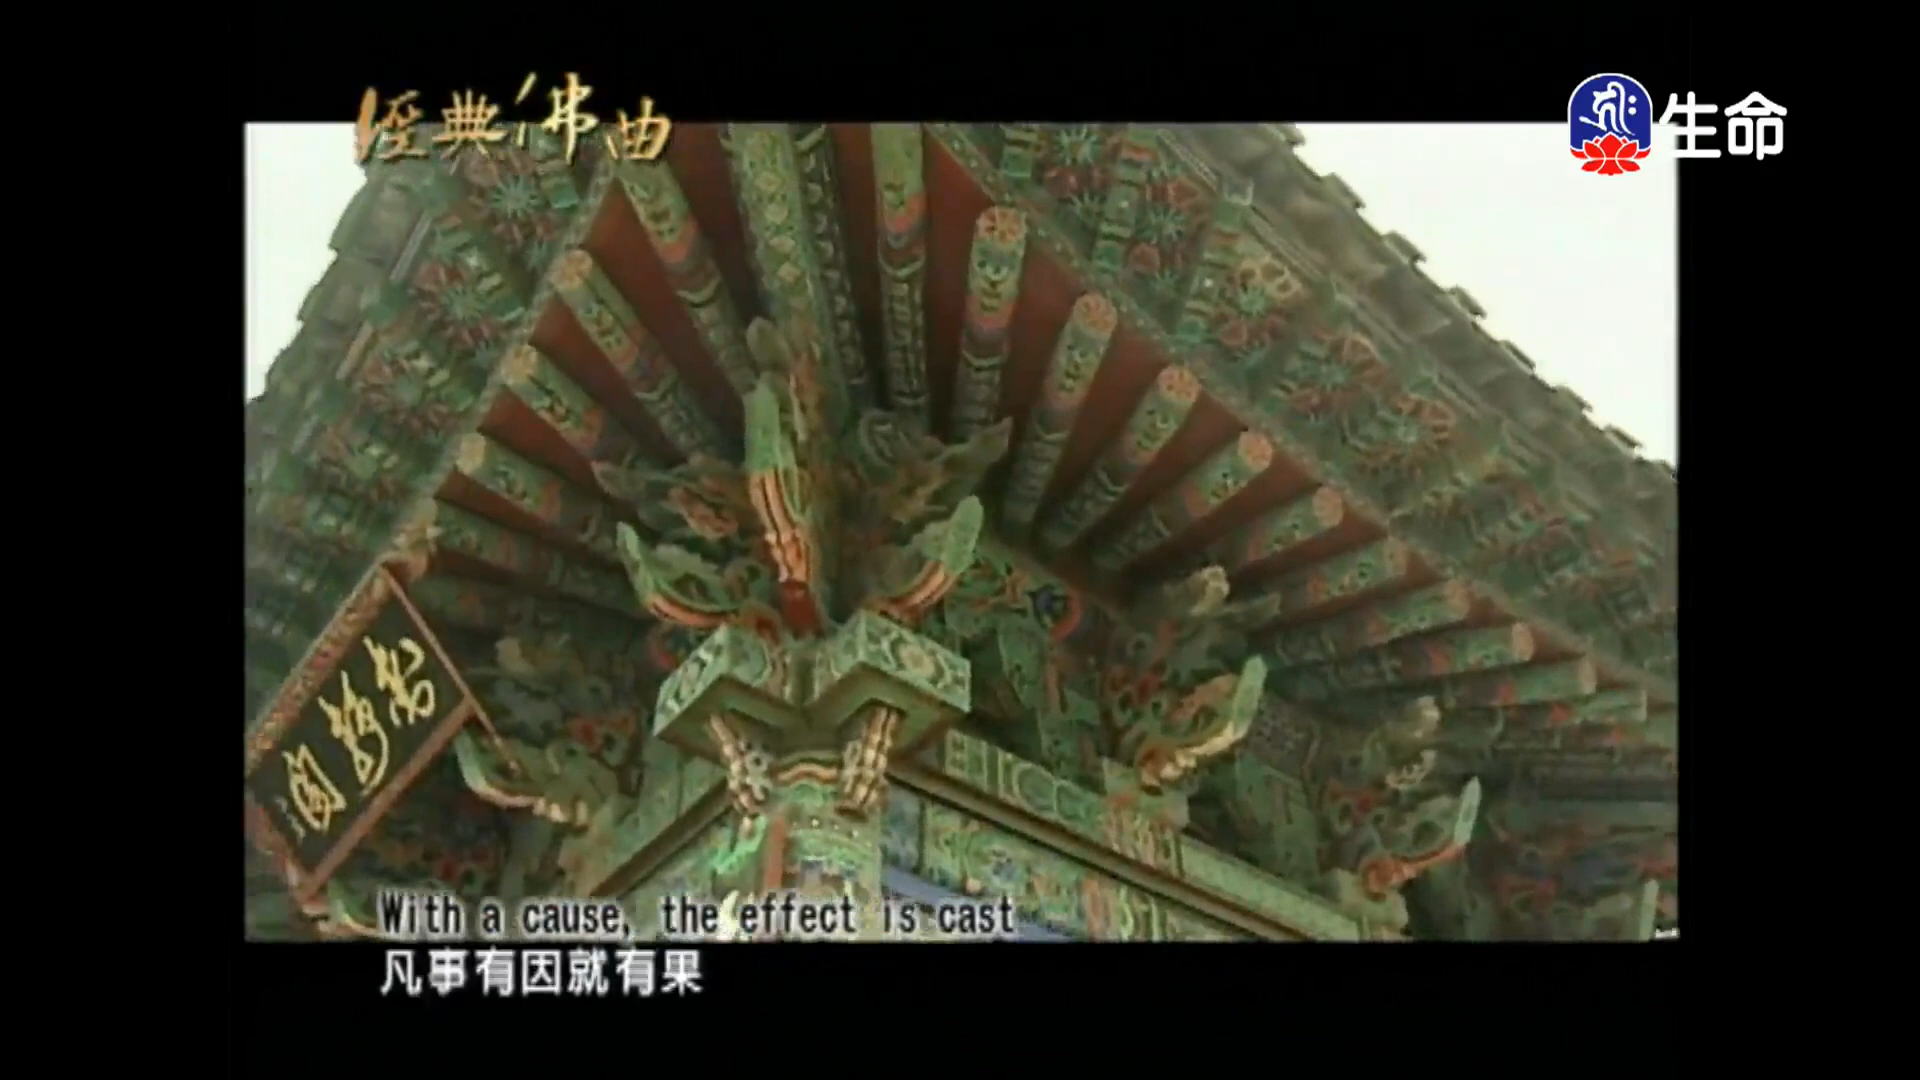 經典佛曲
生命
With a cause, the effect is cast
凡事有因就有果